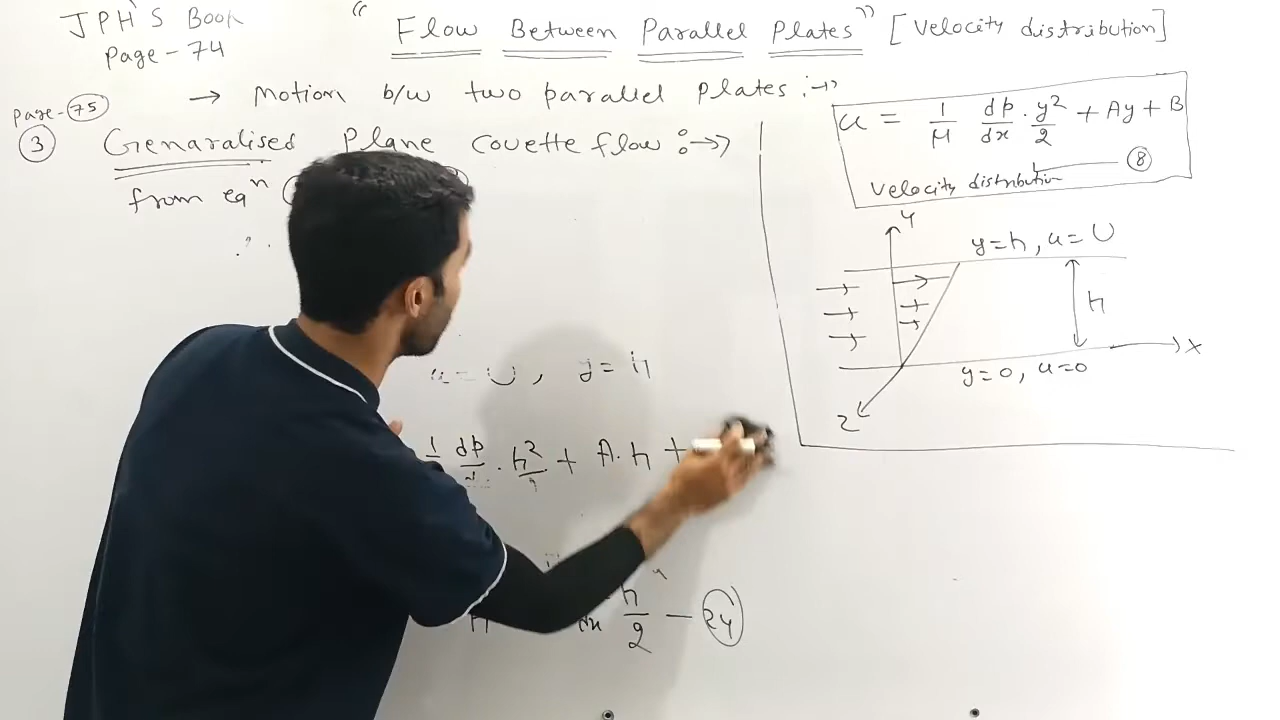 JPH'S Book
Page-74
"Flow Between Parallel Plates" [Velocity distribution]
→ Motion b/w two parallel plates :→
Page-75
③ Genaralised Plane Couette flow :→
from eqⁿ
∴
u = U, y = h
1 dp/ . h²/ + A.h +
h/2 — 24
u = 1/μ dp/dx . y²/2 + Ay + B
⑧
Velocity distribution
y
y=h, u=U
h
x
y=0, u=0
z